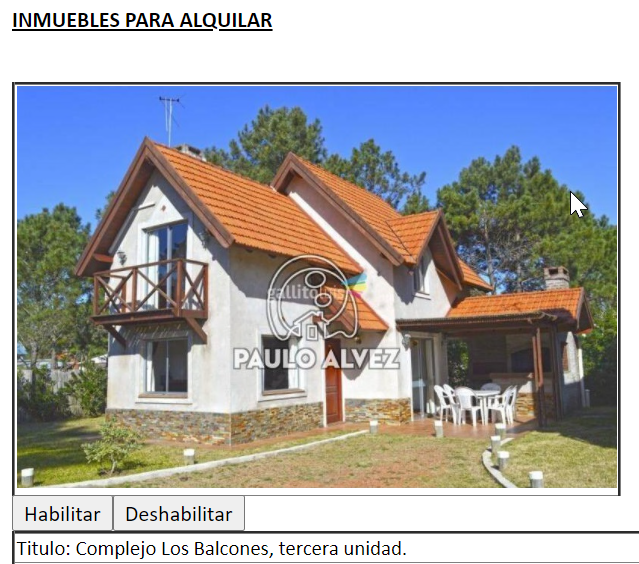 INMUEBLES PARA ALQUILAR
gallito.
PAULO ALVEZ
Habilitar Deshabilitar
Titulo: Complejo Los Balcones, tercera unidad.